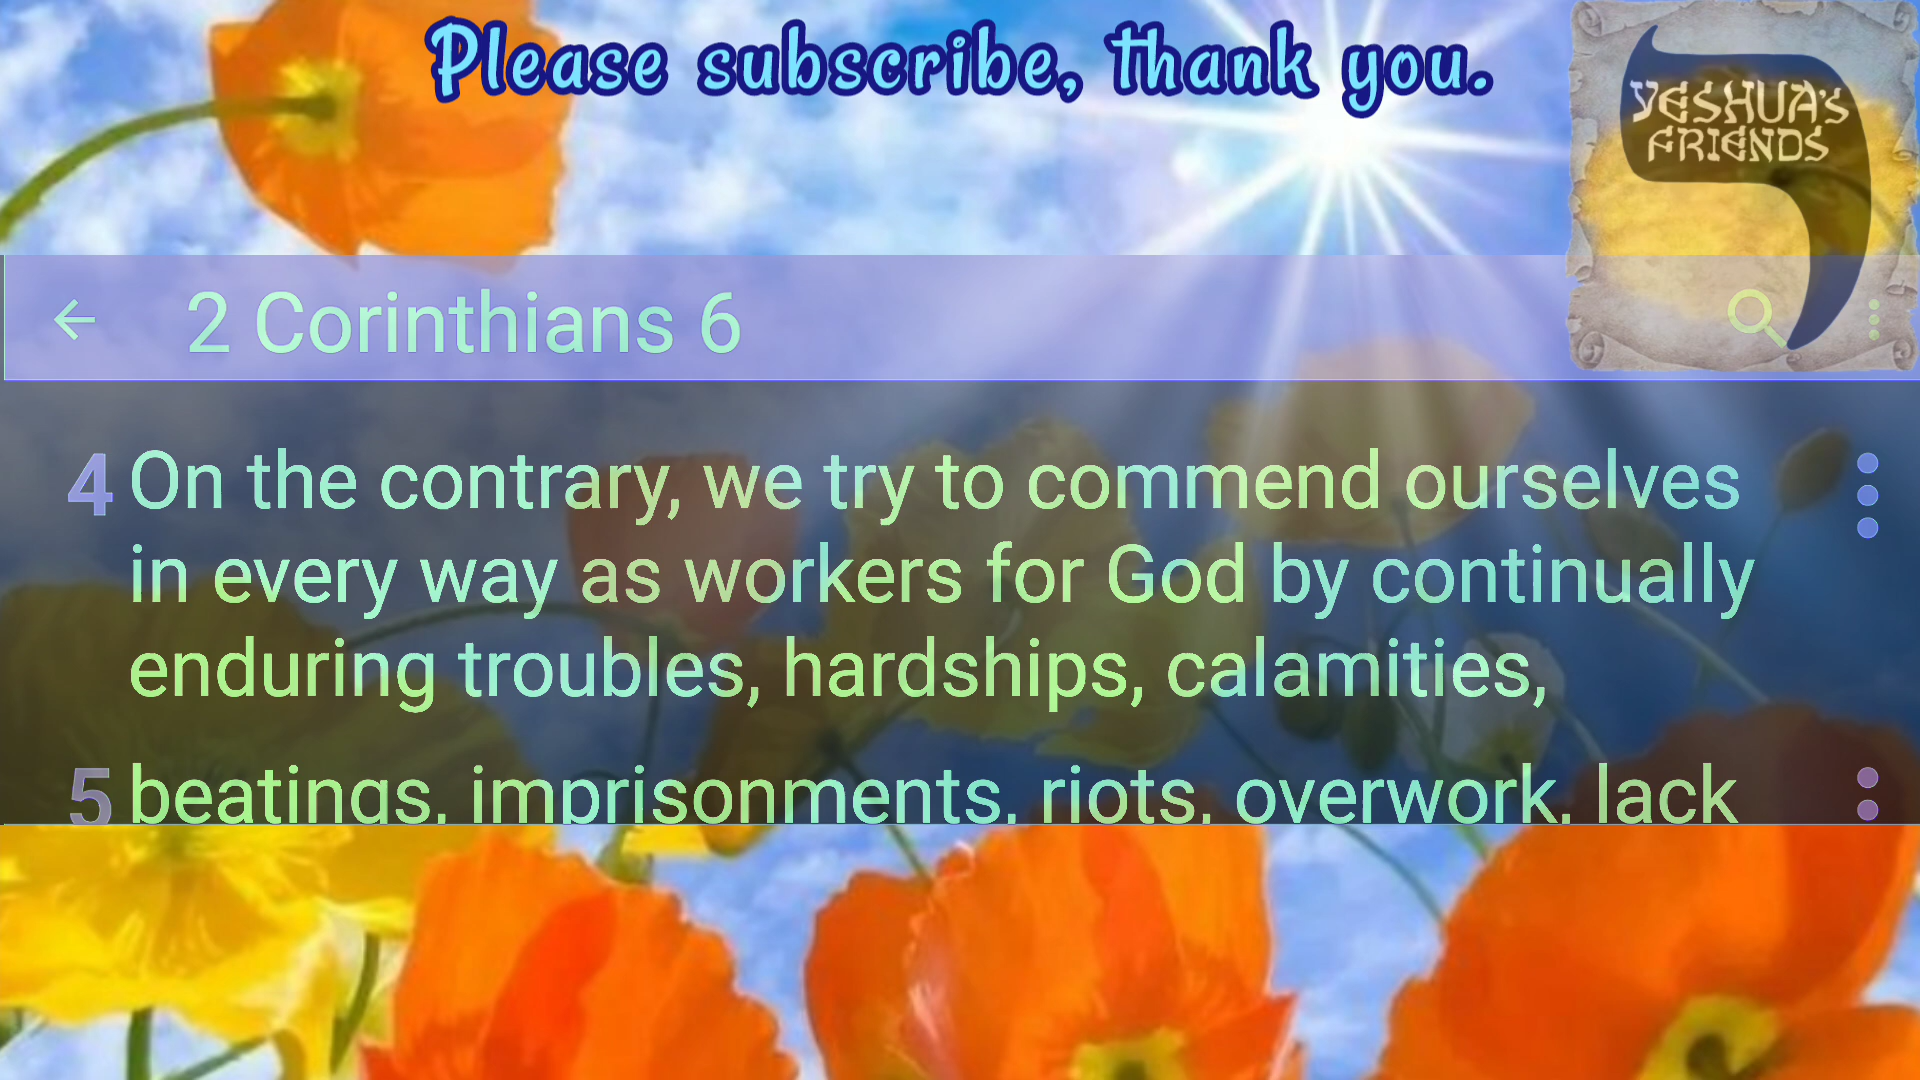 Please subscribe, thank you.
YESHUA'S
FRIENDS
2 Corinthians 6
4 On the contrary, we try to commend ourselves
in every way as workers for God by continually
enduring troubles, hardships, calamities,
5 beatings, imprisonments, riots, overwork, lack